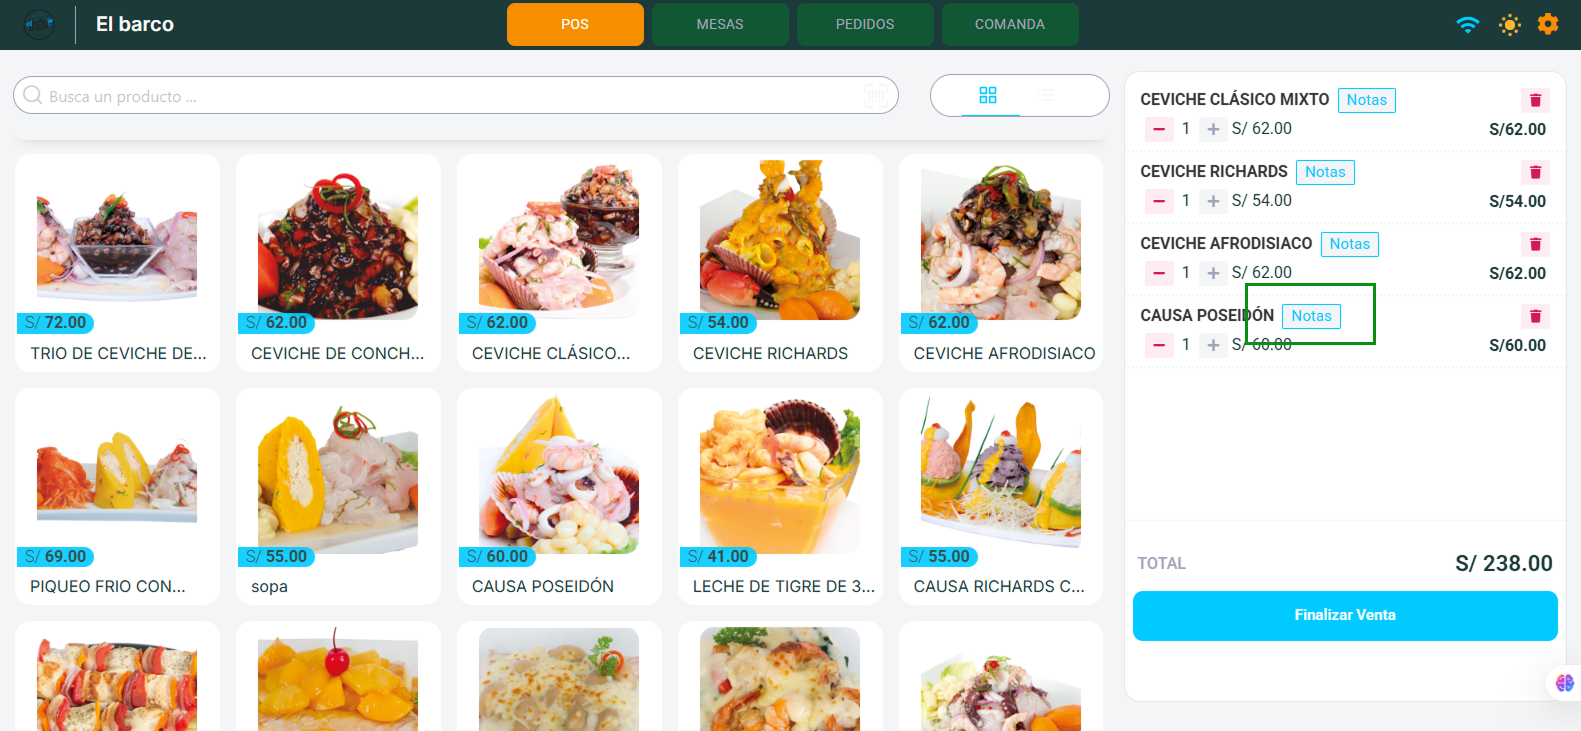 El barco
POS
MESAS
PEDIDOS
COMANDA
Busca un producto ...
S/ 72.00
TRIO DE CEVICHE DE...
S/ 62.00
CEVICHE DE CONCH...
S/ 62.00
CEVICHE CLÁSICO...
S/ 54.00
CEVICHE RICHARDS
S/ 62.00
CEVICHE AFRODISIACO
S/ 69.00
PIQUEO FRIO CON...
S/ 55.00
sopa
S/ 60.00
CAUSA POSEIDÓN
S/ 41.00
LECHE DE TIGRE DE 3...
S/ 55.00
CAUSA RICHARDS C...
CEVICHE CLÁSICO MIXTO Notas
− 1 + S/ 62.00 S/62.00
CEVICHE RICHARDS Notas
− 1 + S/ 54.00 S/54.00
CEVICHE AFRODISIACO Notas
− 1 + S/ 62.00 S/62.00
CAUSA POSEIDÓN Notas
− 1 + S/ 60.00 S/60.00
TOTAL S/ 238.00
Finalizar Venta